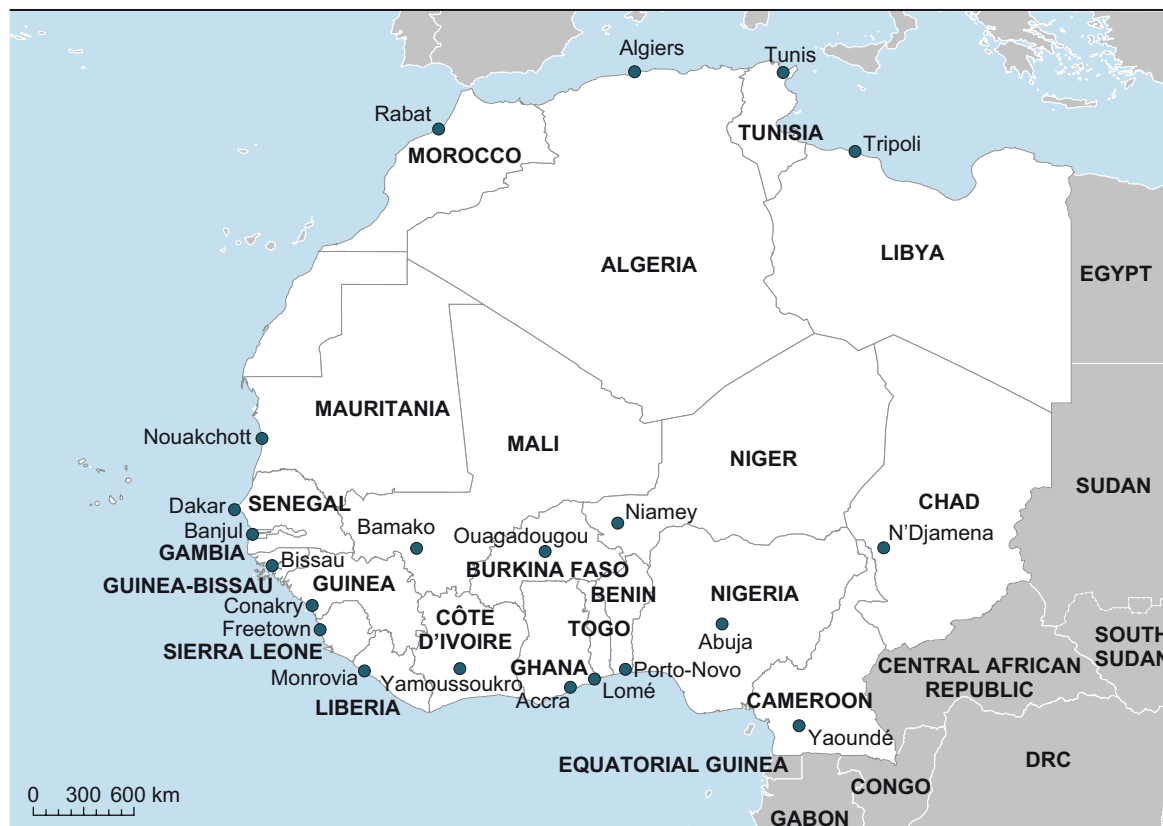 Algiers
Tunis
Rabat
TUNISIA
Tripoli
MOROCCO
ALGERIA
LIBYA
EGYPT
MAURITANIA
Nouakchott
MALI
NIGER
SUDAN
CHAD
SENEGAL
Dakar
Niamey
Banjul
Bamako
Ouagadougou
N'Djamena
GAMBIA
Bissau
BURKINA FASO
GUINEA-BISSAU
GUINEA
BENIN
NIGERIA
Conakry
CÔTE
D'IVOIRE
TOGO
Freetown
Abuja
SOUTH
SUDAN
SIERRA LEONE
GHANA
Porto-Novo
CENTRAL AFRICAN
REPUBLIC
Monrovia
Yamoussoukro
Lomé
LIBERIA
Accra
CAMEROON
Yaoundé
EQUATORIAL GUINEA
DRC
CONGO
0 300 600 km
GABON